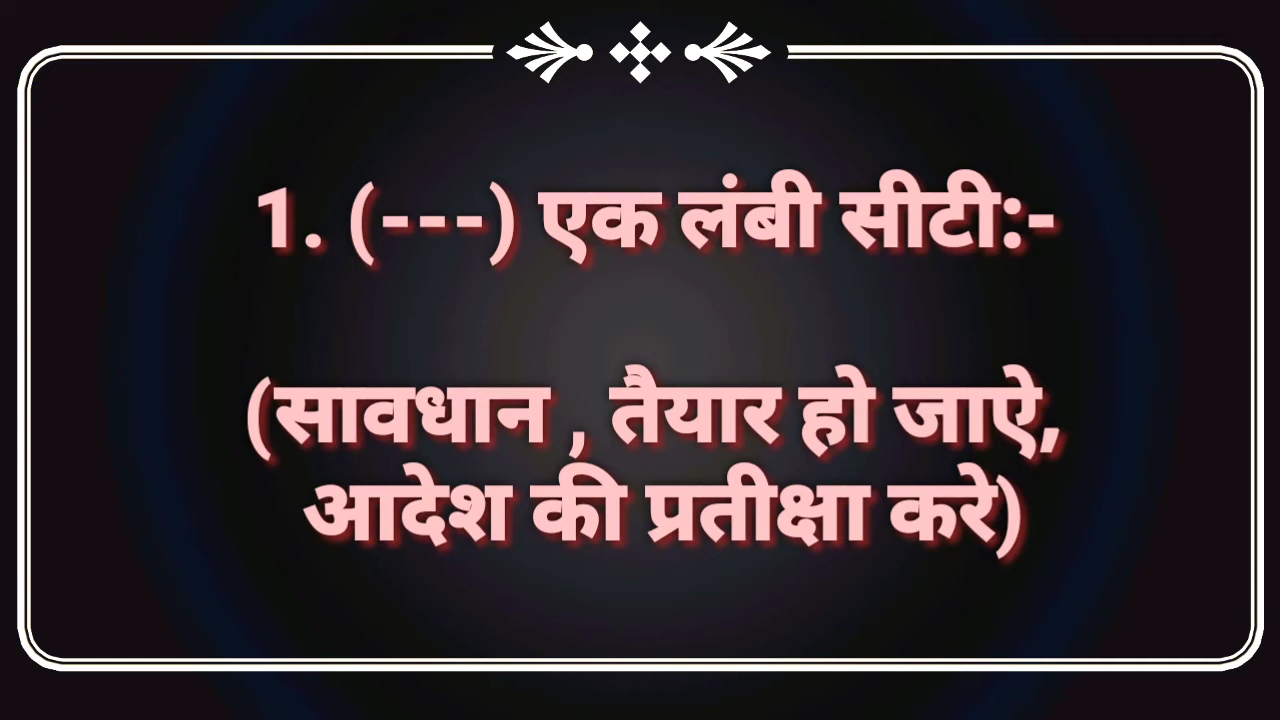 1. (---) एक लंबी सीटी:-
(सावधान , तैयार हो जाऐ,
आदेश की प्रतीक्षा करे)